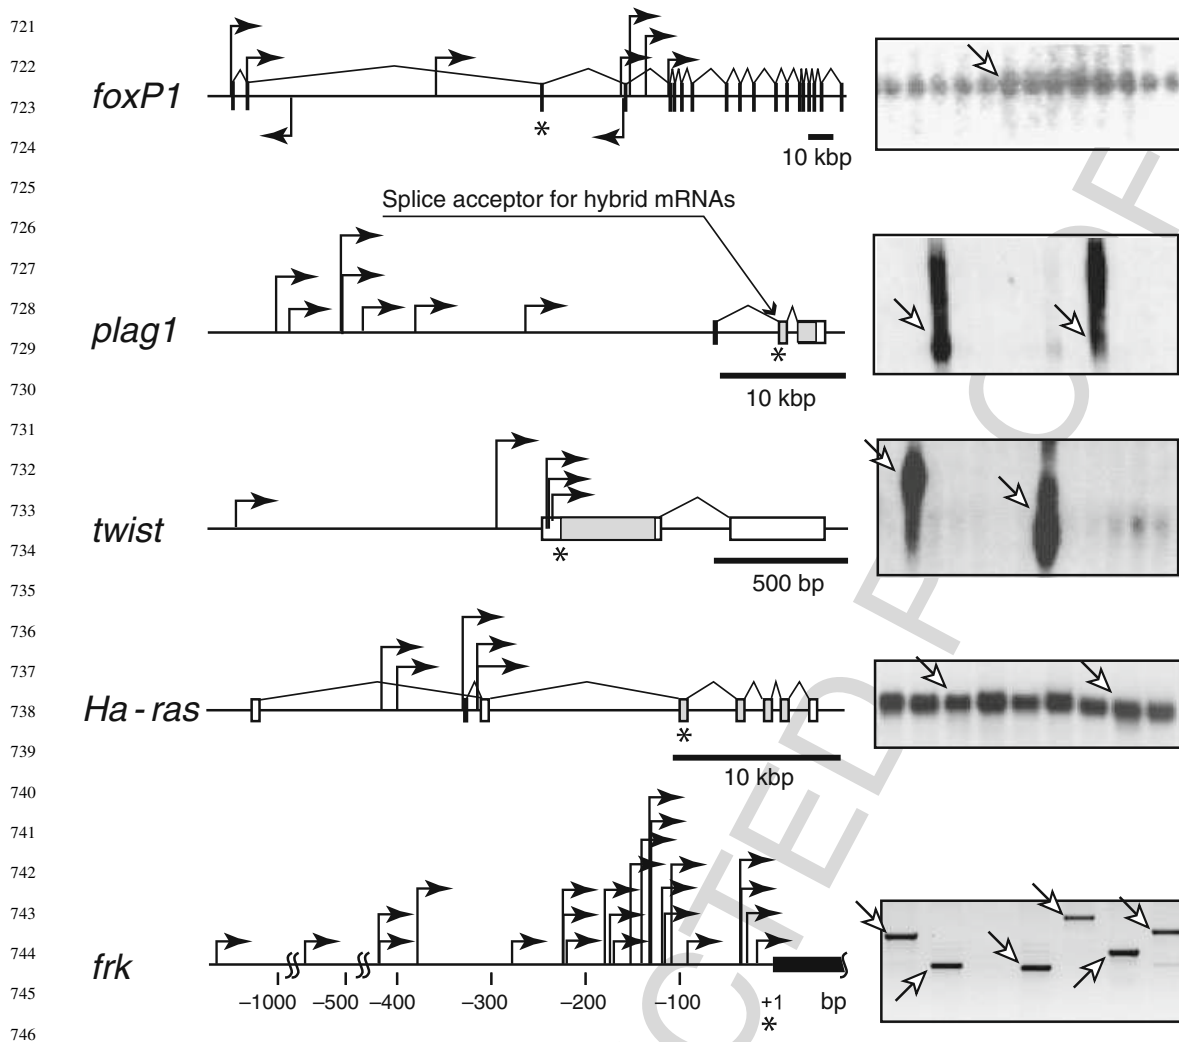 721
722
723
724
725
726
727
728
729
730
731
732
733
734
735
736
737
738
739
740
741
742
743
744
745
746
foxP1
*
10 kbp
Splice acceptor for hybrid mRNAs
plag1
*
10 kbp
twist
*
500 bp
Ha-ras
*
10 kbp
frk
–1000 –500 –400 –300 –200 –100 +1 bp
*
CTED PROOF